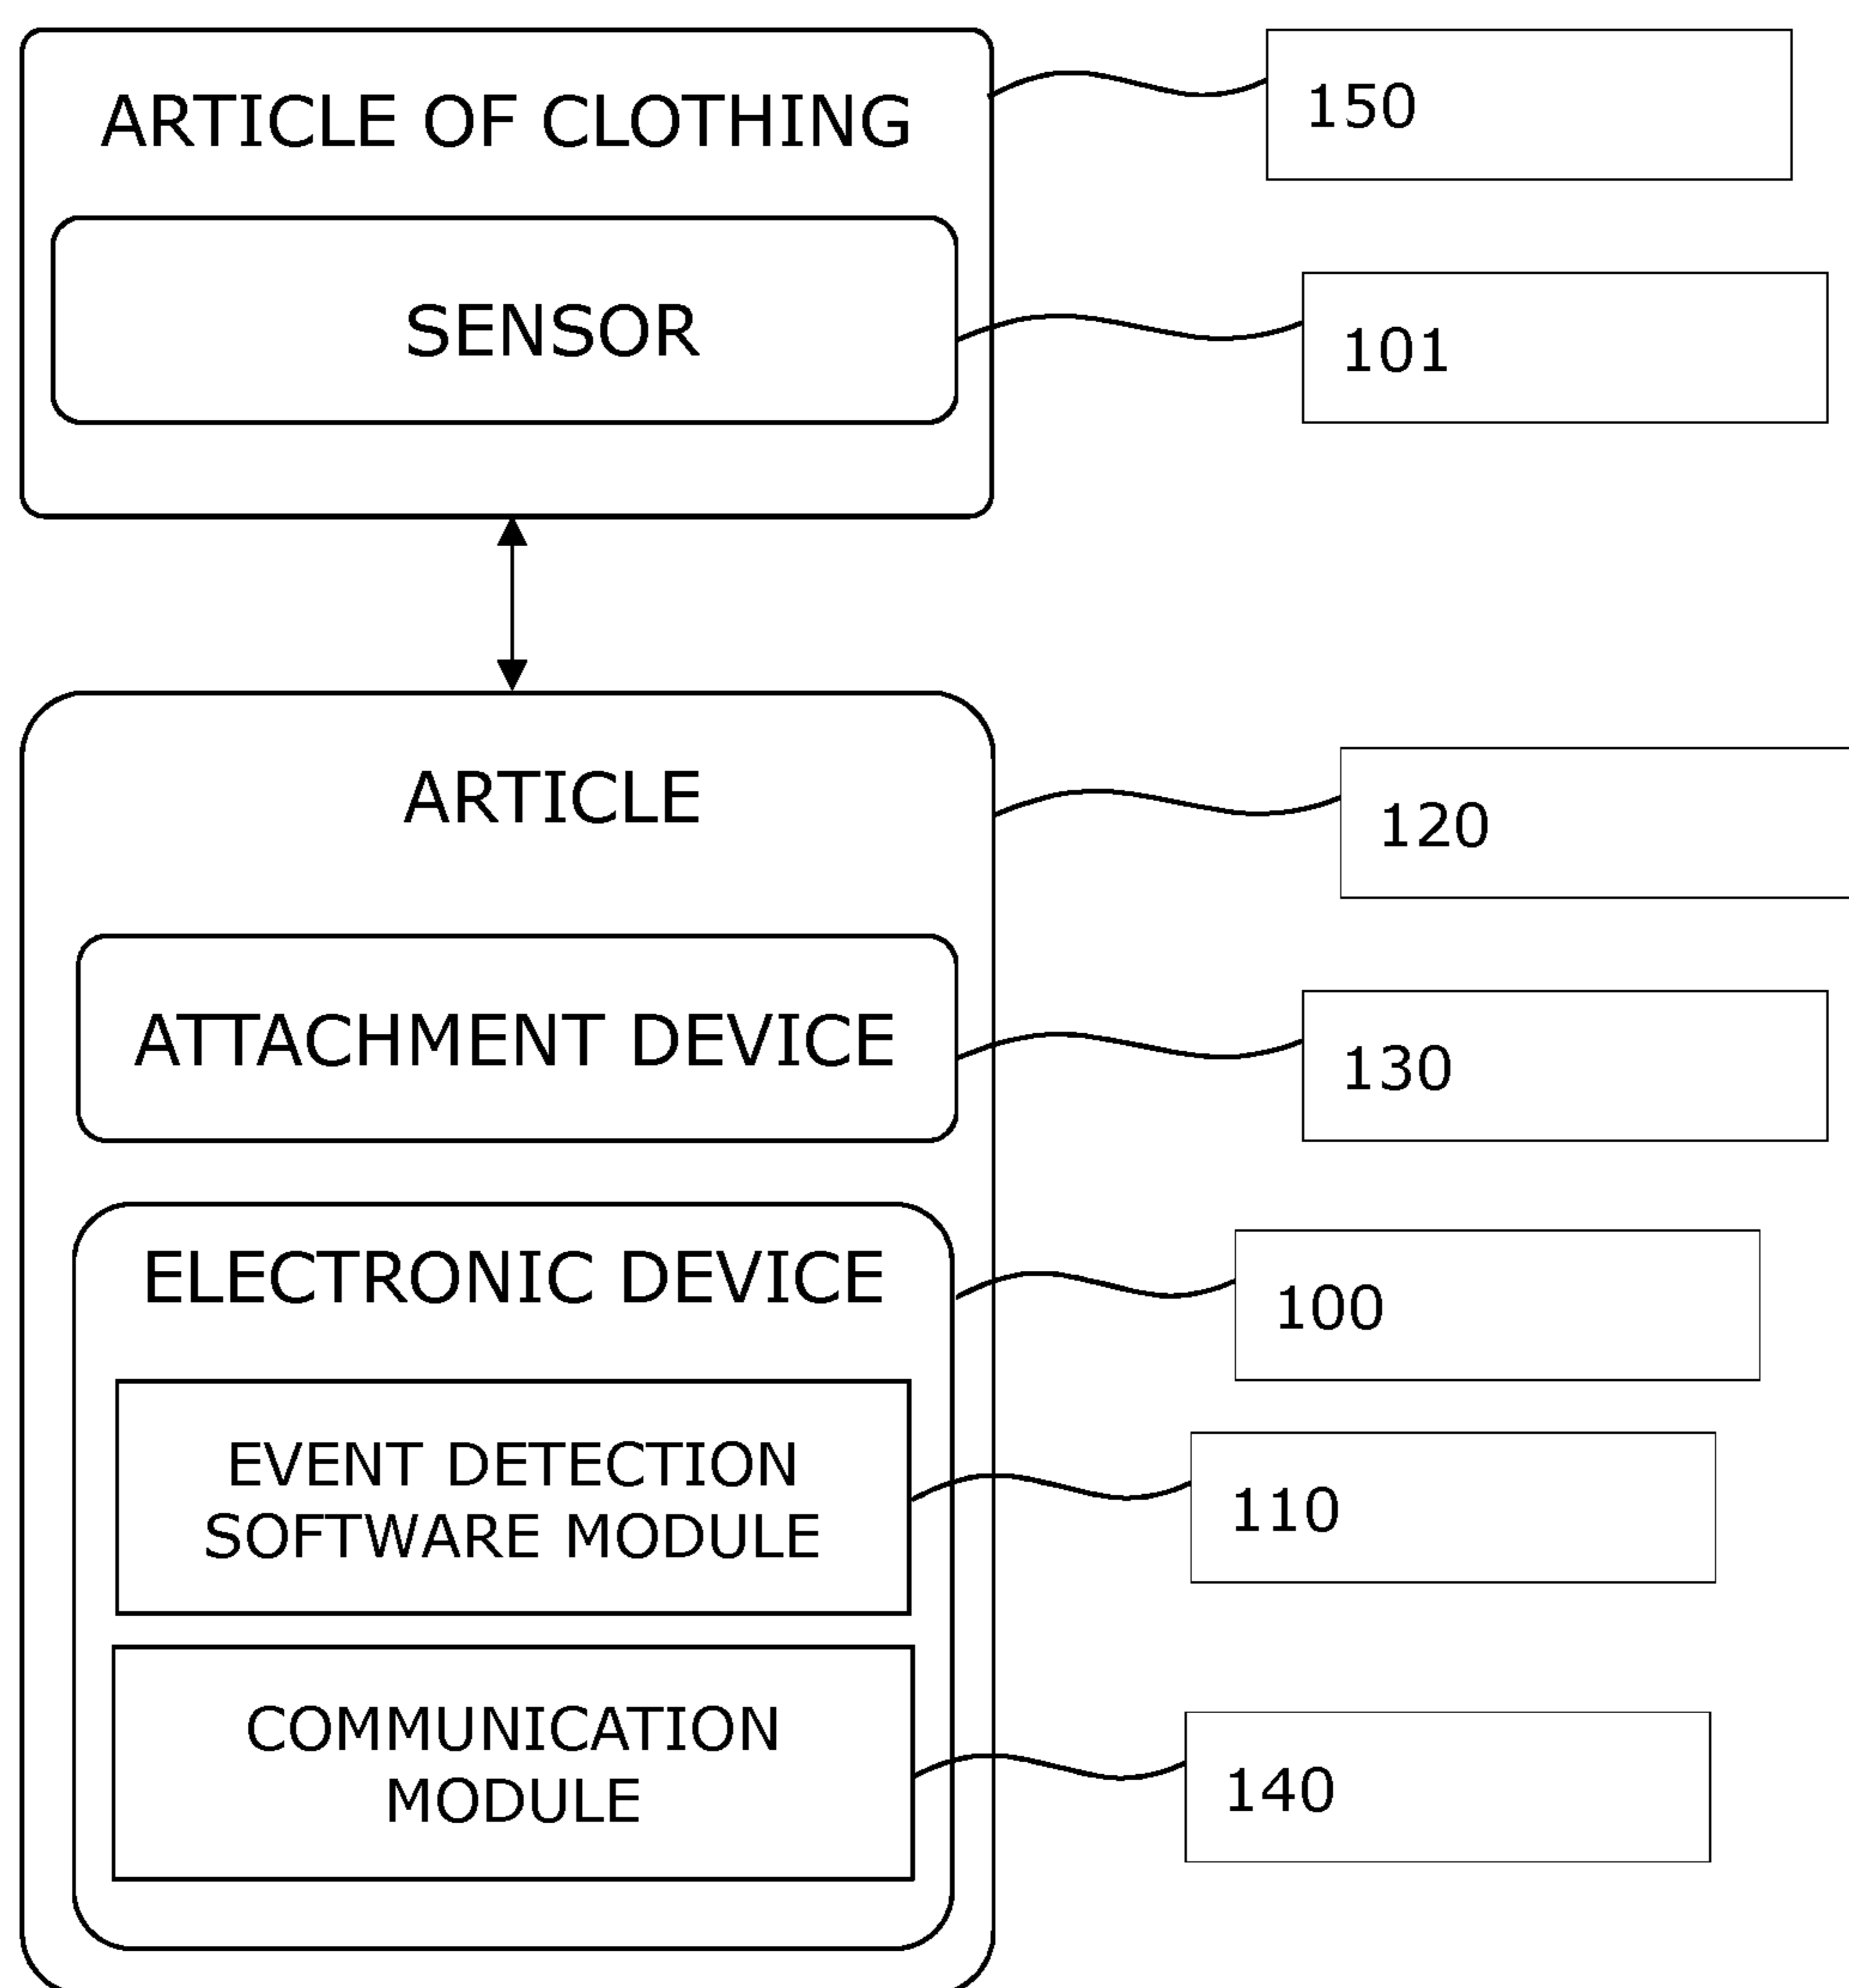 ARTICLE OF CLOTHING
150
SENSOR
101
ARTICLE
120
ATTACHMENT DEVICE
130
ELECTRONIC DEVICE
100
EVENT DETECTION
SOFTWARE MODULE
110
COMMUNICATION
MODULE
140